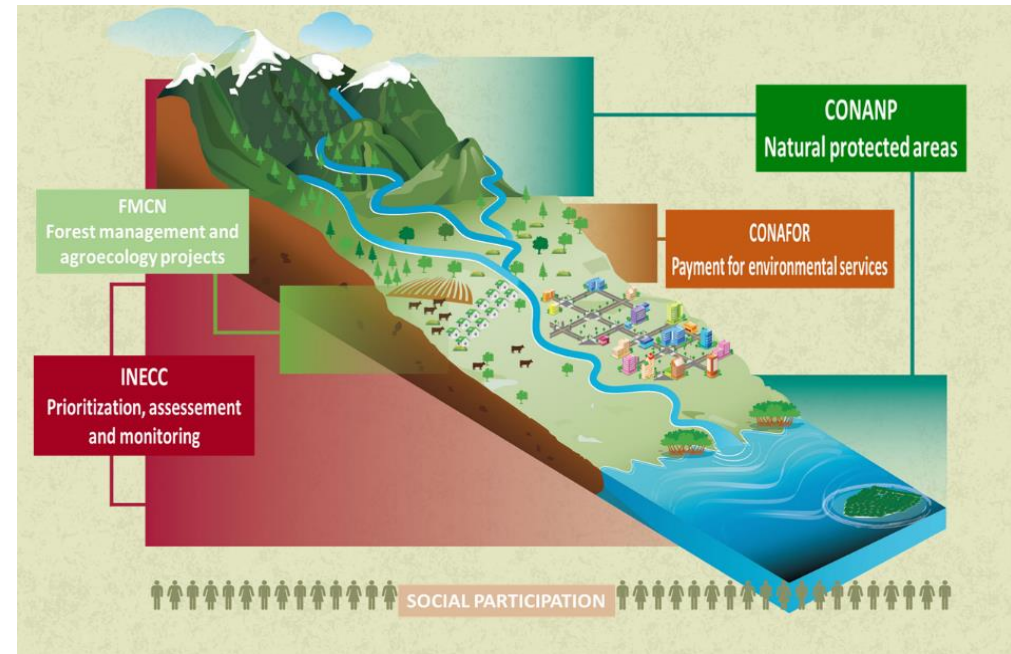 CONANP
Natural protected areas
FMCN
Forest management and
agroecology projects
CONAFOR
Payment for environmental services
INECC
Prioritization, assessement
and monitoring
SOCIAL PARTICIPATION